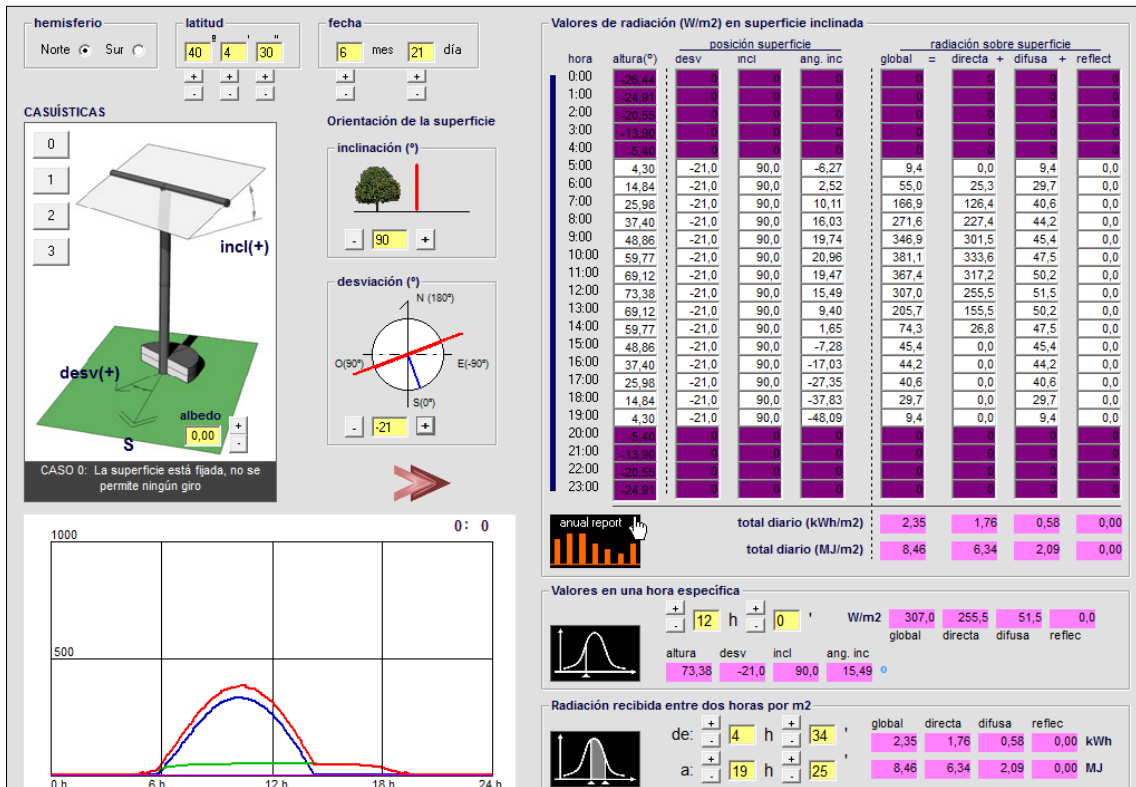 hemisferio
Norte Sur
latitud
º ' "
40 4 30
+ + +
- - -
fecha
6 mes 21 día
+ +
- -
CASUÍSTICAS
0
1
2
3
incl(+)
desv(+)
S
albedo
0,00
+
-
CASO 0: La superficie está fijada, no se
permite ningún giro
Orientación de la superficie
inclinación (º)
- 90 +
desviación (º)
N (180º)
O(90º) E(-90º)
S(0º)
- -21 +
0: 0
1000
500
0 h 6 h 12 h 18 h 24 h
Valores de radiación (W/m2) en superficie inclinada
posición superficie radiación sobre superficie
hora altura(º) desv incl ang. inc global = directa + difusa + reflect
0:00 -26,44 0 0 0 0 0 0 0
1:00 -24,91 0 0 0 0 0 0 0
2:00 -20,55 0 0 0 0 0 0 0
3:00 -13,90 0 0 0 0 0 0 0
4:00 -5,40 0 0 0 0 0 0 0
5:00 4,30 -21,0 90,0 -6,27 9,4 0,0 9,4 0,0
6:00 14,84 -21,0 90,0 2,52 55,0 25,3 29,7 0,0
7:00 25,98 -21,0 90,0 10,11 166,9 126,4 40,6 0,0
8:00 37,40 -21,0 90,0 16,03 271,6 227,4 44,2 0,0
9:00 48,86 -21,0 90,0 19,74 346,9 301,5 45,4 0,0
10:00 59,77 -21,0 90,0 20,96 381,1 333,6 47,5 0,0
11:00 69,12 -21,0 90,0 19,47 367,4 317,2 50,2 0,0
12:00 73,38 -21,0 90,0 15,49 307,0 255,5 51,5 0,0
13:00 69,12 -21,0 90,0 9,40 205,7 155,5 50,2 0,0
14:00 59,77 -21,0 90,0 1,65 74,3 26,8 47,5 0,0
15:00 48,86 -21,0 90,0 -7,28 45,4 0,0 45,4 0,0
16:00 37,40 -21,0 90,0 -17,03 44,2 0,0 44,2 0,0
17:00 25,98 -21,0 90,0 -27,35 40,6 0,0 40,6 0,0
18:00 14,84 -21,0 90,0 -37,83 29,7 0,0 29,7 0,0
19:00 4,30 -21,0 90,0 -48,09 9,4 0,0 9,4 0,0
20:00 -5,40 0 0 0 0 0 0 0
21:00 -13,90 0 0 0 0 0 0 0
22:00 -20,55 0 0 0 0 0 0 0
23:00 -24,91 0 0 0 0 0 0 0
anual report
total diario (kWh/m2) 2,35 1,76 0,58 0,00
total diario (MJ/m2) 8,46 6,34 2,09 0,00
Valores en una hora específica
+ +
- 12 h - 0 ' W/m2 307,0 255,5 51,5 0,0
global directa difusa reflec
altura desv incl ang. inc
73,38 -21,0 90,0 15,49 º
Radiación recibida entre dos horas por m2
global directa difusa reflec
de: + - 4 h + - 34 ' 2,35 1,76 0,58 0,00 kWh
a: + - 19 h + - 25 ' 8,46 6,34 2,09 0,00 MJ